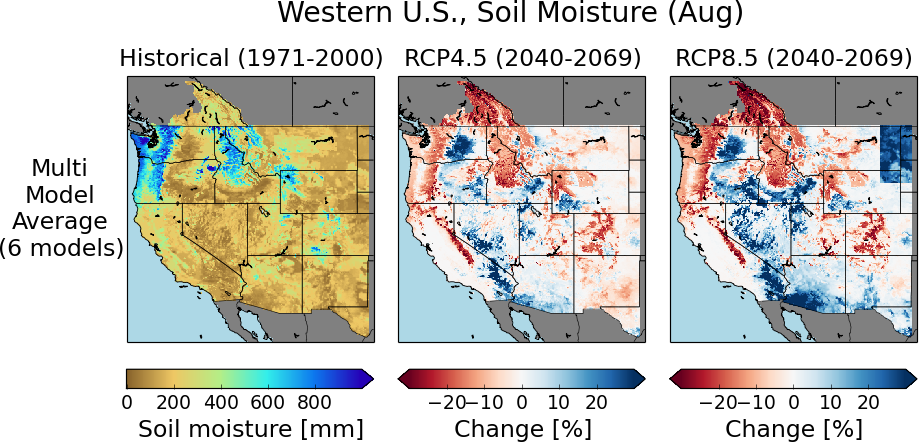 Western U.S., Soil Moisture (Aug)
Historical (1971-2000)
RCP4.5 (2040-2069)
RCP8.5 (2040-2069)
Multi
Model
Average
(6 models)
0 200 400 600 800
Soil moisture [mm]
−20 −10 0 10 20
Change [%]
−20 −10 0 10 20
Change [%]